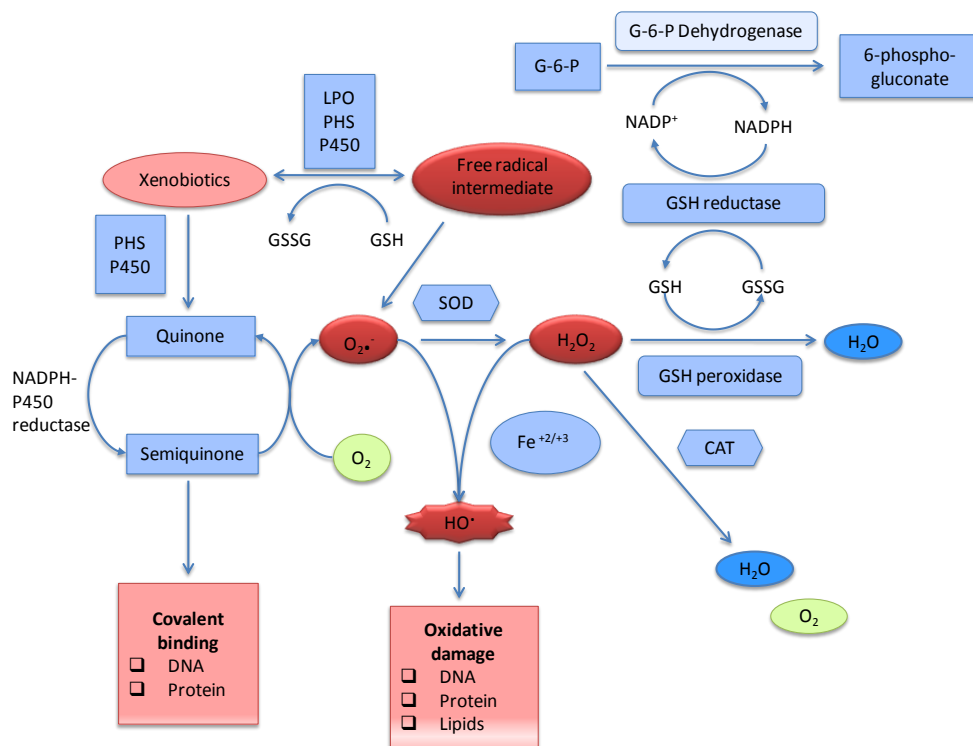 G-6-P Dehydrogenase
G-6-P
6-phospho-
gluconate
NADP⁺
NADPH
LPO
PHS
P450
Xenobiotics
Free radical
intermediate
GSSG
GSH
GSH reductase
PHS
P450
GSH
GSSG
SOD
Quinone
O₂•⁻
H₂O₂
H₂O
GSH peroxidase
NADPH-
P450
reductase
Semiquinone
O₂
Fe ⁺²/⁺³
CAT
HO•
H₂O
O₂
Covalent
binding
❑ DNA
❑ Protein
Oxidative
damage
❑ DNA
❑ Protein
❑ Lipids